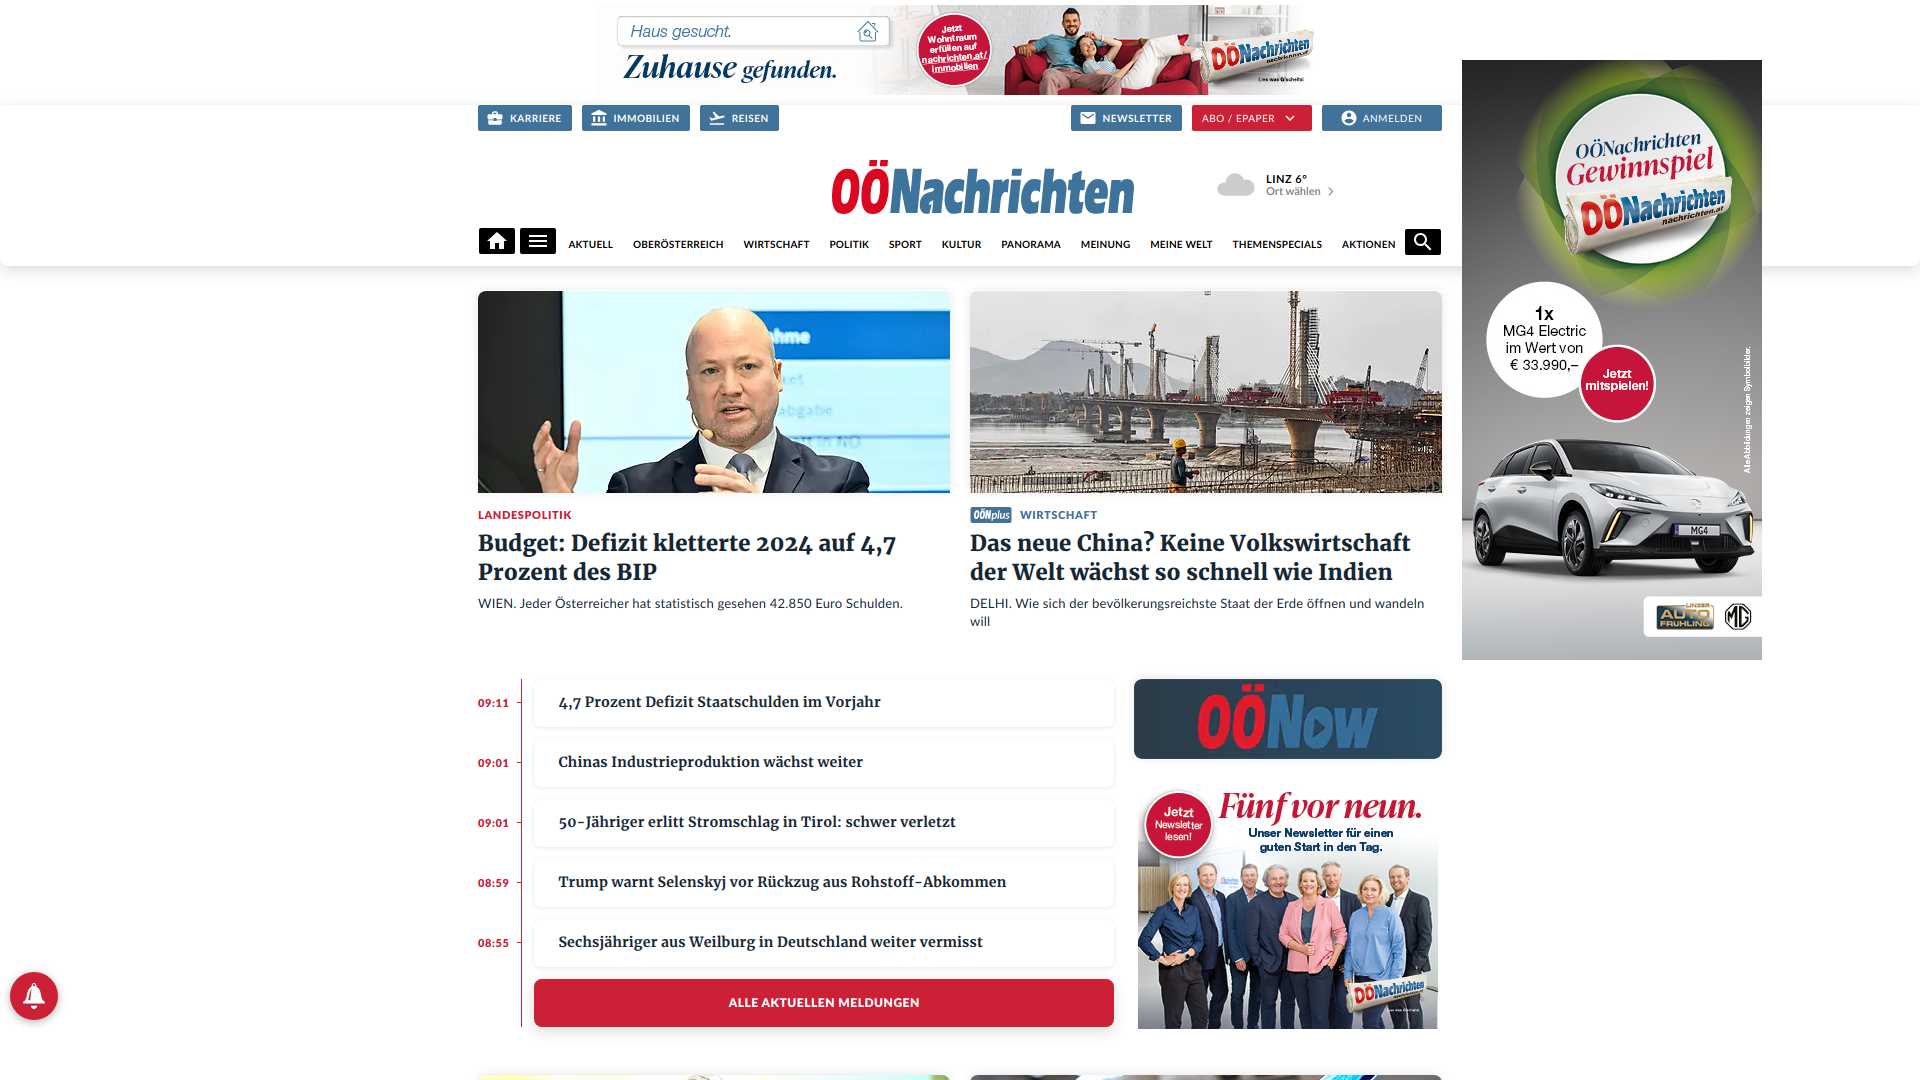 Haus gesucht.
Zuhause gefunden.
Jetzt
Wohntraum
erfüllen auf
nachrichten.at/
immobilien
OÖNachrichten
nachrichten.at
Lies was G'scheits!
KARRIERE
IMMOBILIEN
REISEN
NEWSLETTER
ABO / EPAPER
ANMELDEN
OÖNachrichten
LINZ 6°
Ort wählen
AKTUELL
OBERÖSTERREICH
WIRTSCHAFT
POLITIK
SPORT
KULTUR
PANORAMA
MEINUNG
MEINE WELT
THEMENSPECIALS
AKTIONEN
OÖNachrichten
Gewinnspiel
OÖNachrichten
nachrichten.at
1x
MG4 Electric
im Wert von
€ 33.990,–
Jetzt
mitspielen!
Alle Abbildungen zeigen Symbolbilder.
MG4
LINZER
AUTO
FRÜHLING
MG
LANDESPOLITIK
Budget: Defizit kletterte 2024 auf 4,7
Prozent des BIP
WIEN. Jeder Österreicher hat statistisch gesehen 42.850 Euro Schulden.
OÖNplus WIRTSCHAFT
Das neue China? Keine Volkswirtschaft
der Welt wächst so schnell wie Indien
DELHI. Wie sich der bevölkerungsreichste Staat der Erde öffnen und wandeln
will
09:11 4,7 Prozent Defizit Staatschulden im Vorjahr
09:01 Chinas Industrieproduktion wächst weiter
09:01 50-Jähriger erlitt Stromschlag in Tirol: schwer verletzt
08:59 Trump warnt Selenskyj vor Rückzug aus Rohstoff-Abkommen
08:55 Sechsjähriger aus Weilburg in Deutschland weiter vermisst
ALLE AKTUELLEN MELDUNGEN
OÖNow
Jetzt
Newsletter
lesen!
Fünf vor neun.
Unser Newsletter für einen
guten Start in den Tag.
OÖNachrichten